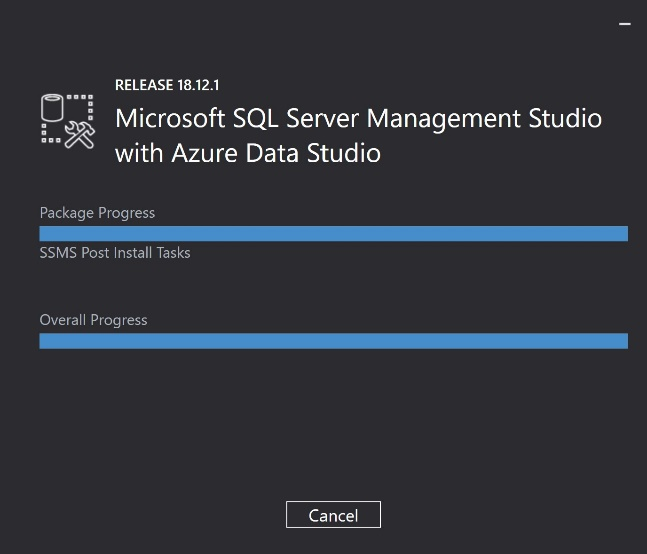 RELEASE 18.12.1
Microsoft SQL Server Management Studio
with Azure Data Studio
Package Progress
SSMS Post Install Tasks
Overall Progress
Cancel